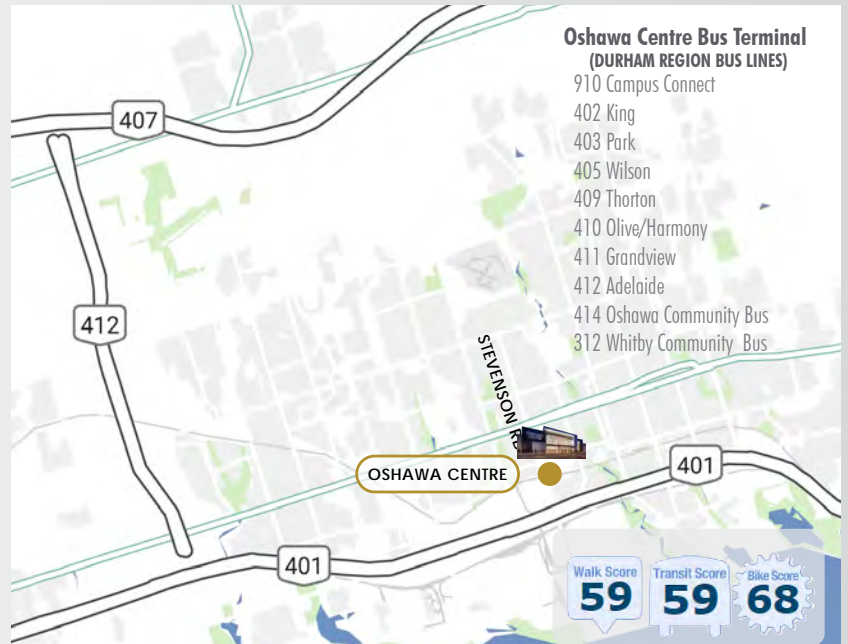 Oshawa Centre Bus Terminal
(DURHAM REGION BUS LINES)
910 Campus Connect
402 King
403 Park
405 Wilson
409 Thorton
410 Olive/Harmony
411 Grandview
412 Adelaide
414 Oshawa Community Bus
312 Whitby Community Bus
407
412
STEVENSON RD
OSHAWA CENTRE
401
401
Walk Score
59
Transit Score
59
Bike Score
68